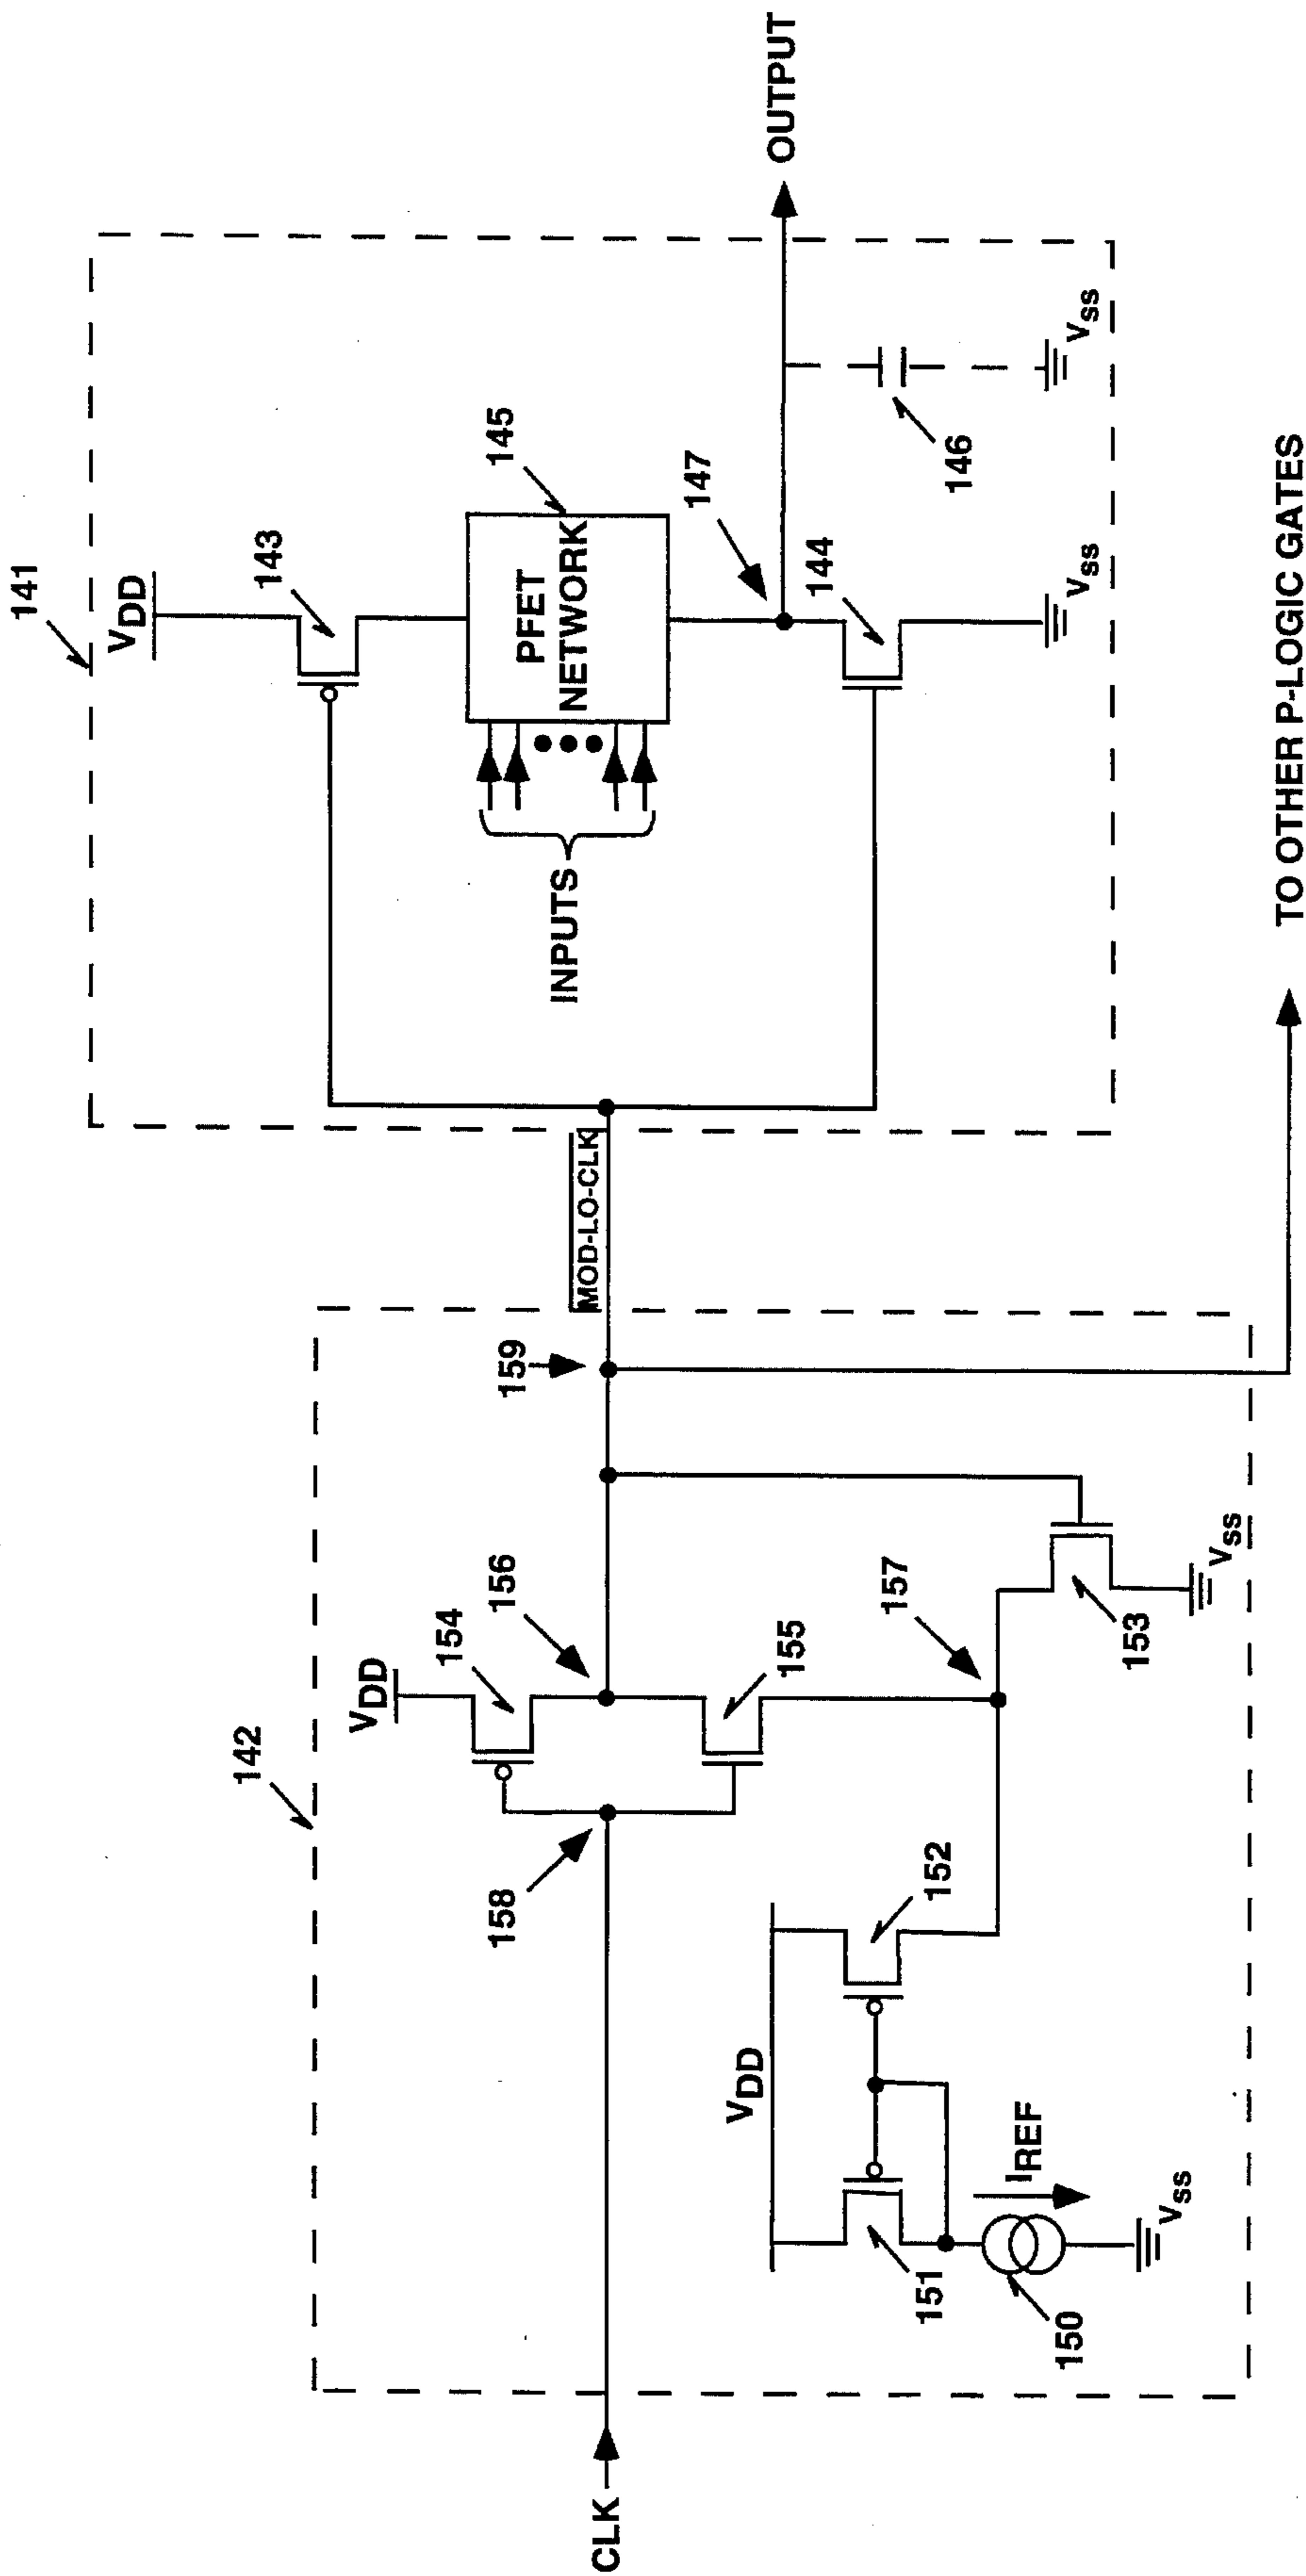 141
VDD
143
145
PFET
NETWORK
INPUTS
147
144
VSS
146
VSS
OUTPUT
MOD-LO-CLK
TO OTHER P-LOGIC GATES
142
159
VDD
154
156
155
157
153
VSS
158
CLK
152
VDD
151
IREF
150
VSS